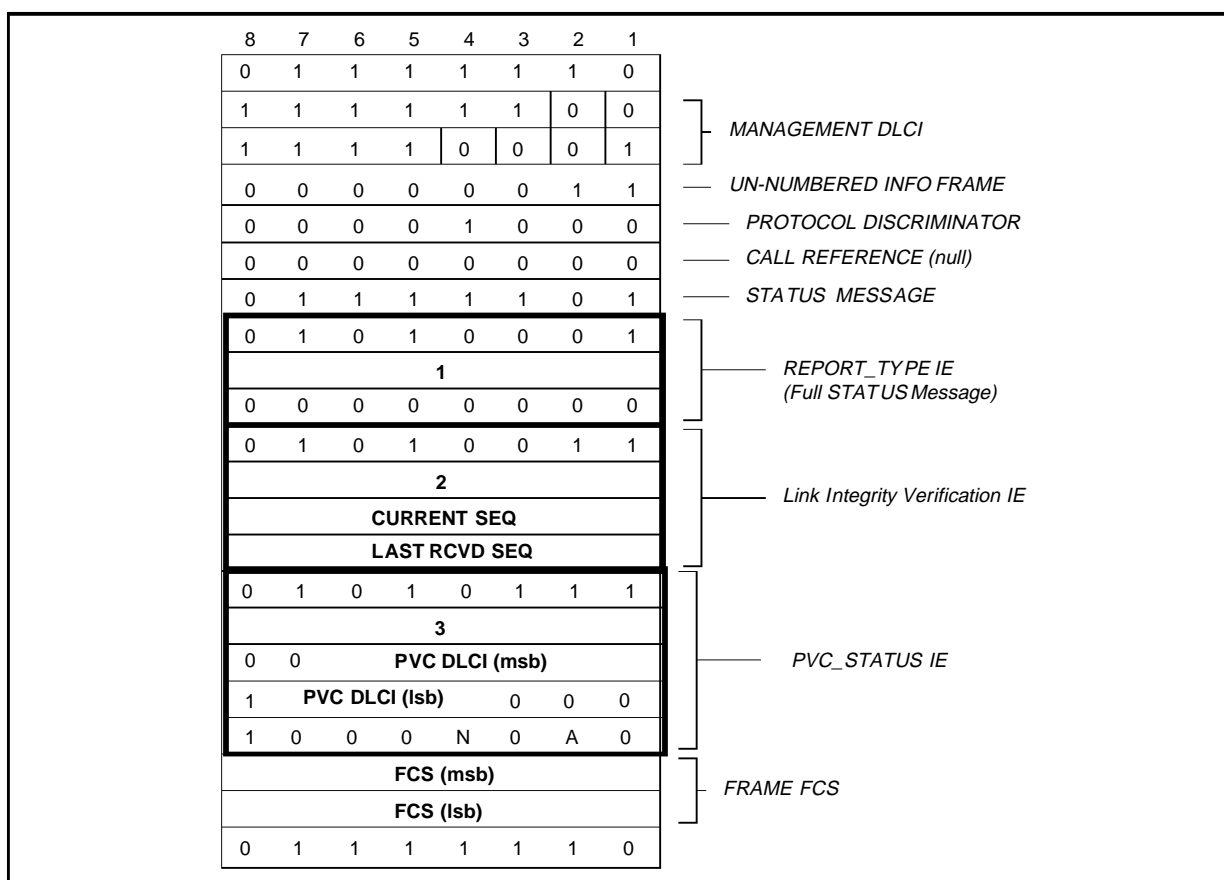 8 7 6 5 4 3 2 1
0 1 1 1 1 1 1 0
1 1 1 1 1 1 0 0
MANAGEMENT DLCI
1 1 1 1 0 0 0 1
0 0 0 0 0 0 1 1 UN-NUMBERED INFO FRAME
0 0 0 0 1 0 0 0 PROTOCOL DISCRIMINATOR
0 0 0 0 0 0 0 0 CALL REFERENCE (null)
0 1 1 1 1 1 0 1 STATUS MESSAGE
0 1 0 1 0 0 0 1
1
REPORT_TYPE IE
(Full STATUS Message)
0 0 0 0 0 0 0 0
0 1 0 1 0 0 1 1
2
Link Integrity Verification IE
CURRENT SEQ
LAST RCVD SEQ
0 1 0 1 0 1 1 1
3
0 0 PVC DLCI (msb)
PVC_STATUS IE
1 PVC DLCI (lsb) 0 0 0
1 0 0 0 N 0 A 0
FCS (msb)
FRAME FCS
FCS (lsb)
0 1 1 1 1 1 1 0